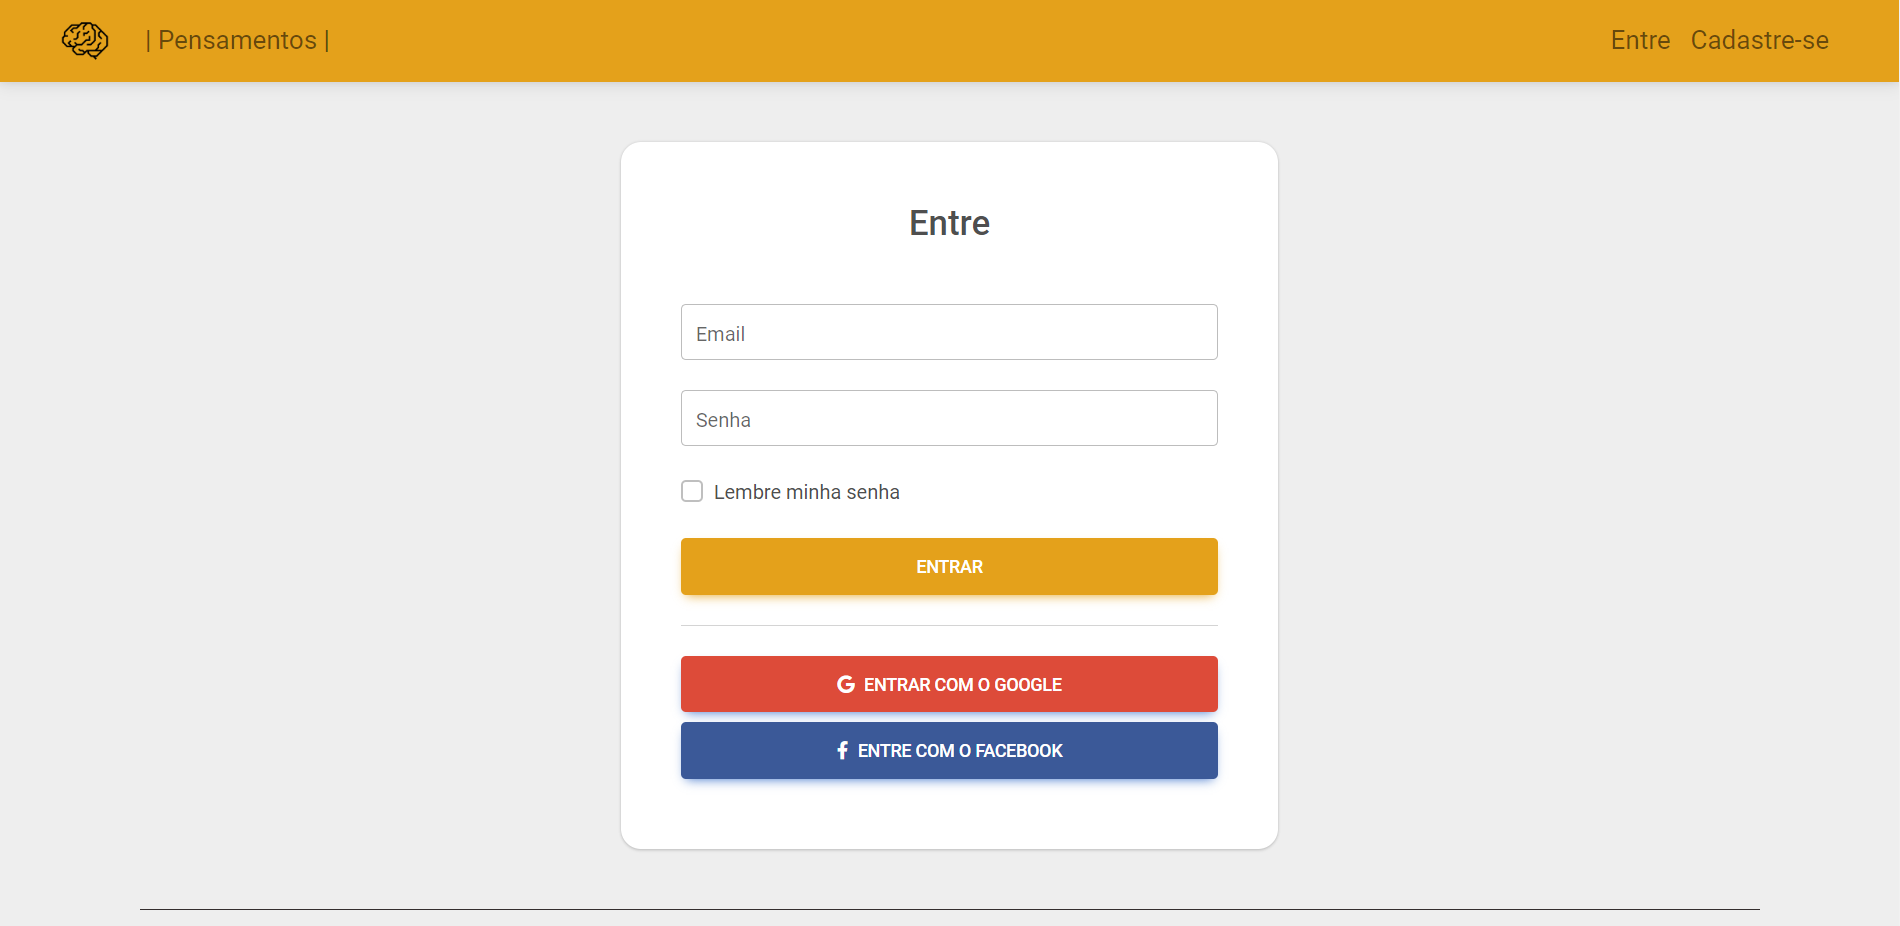 | Pensamentos |
Entre Cadastre-se
Entre
Email
Senha
Lembre minha senha
ENTRAR
ENTRAR COM O GOOGLE
ENTRE COM O FACEBOOK